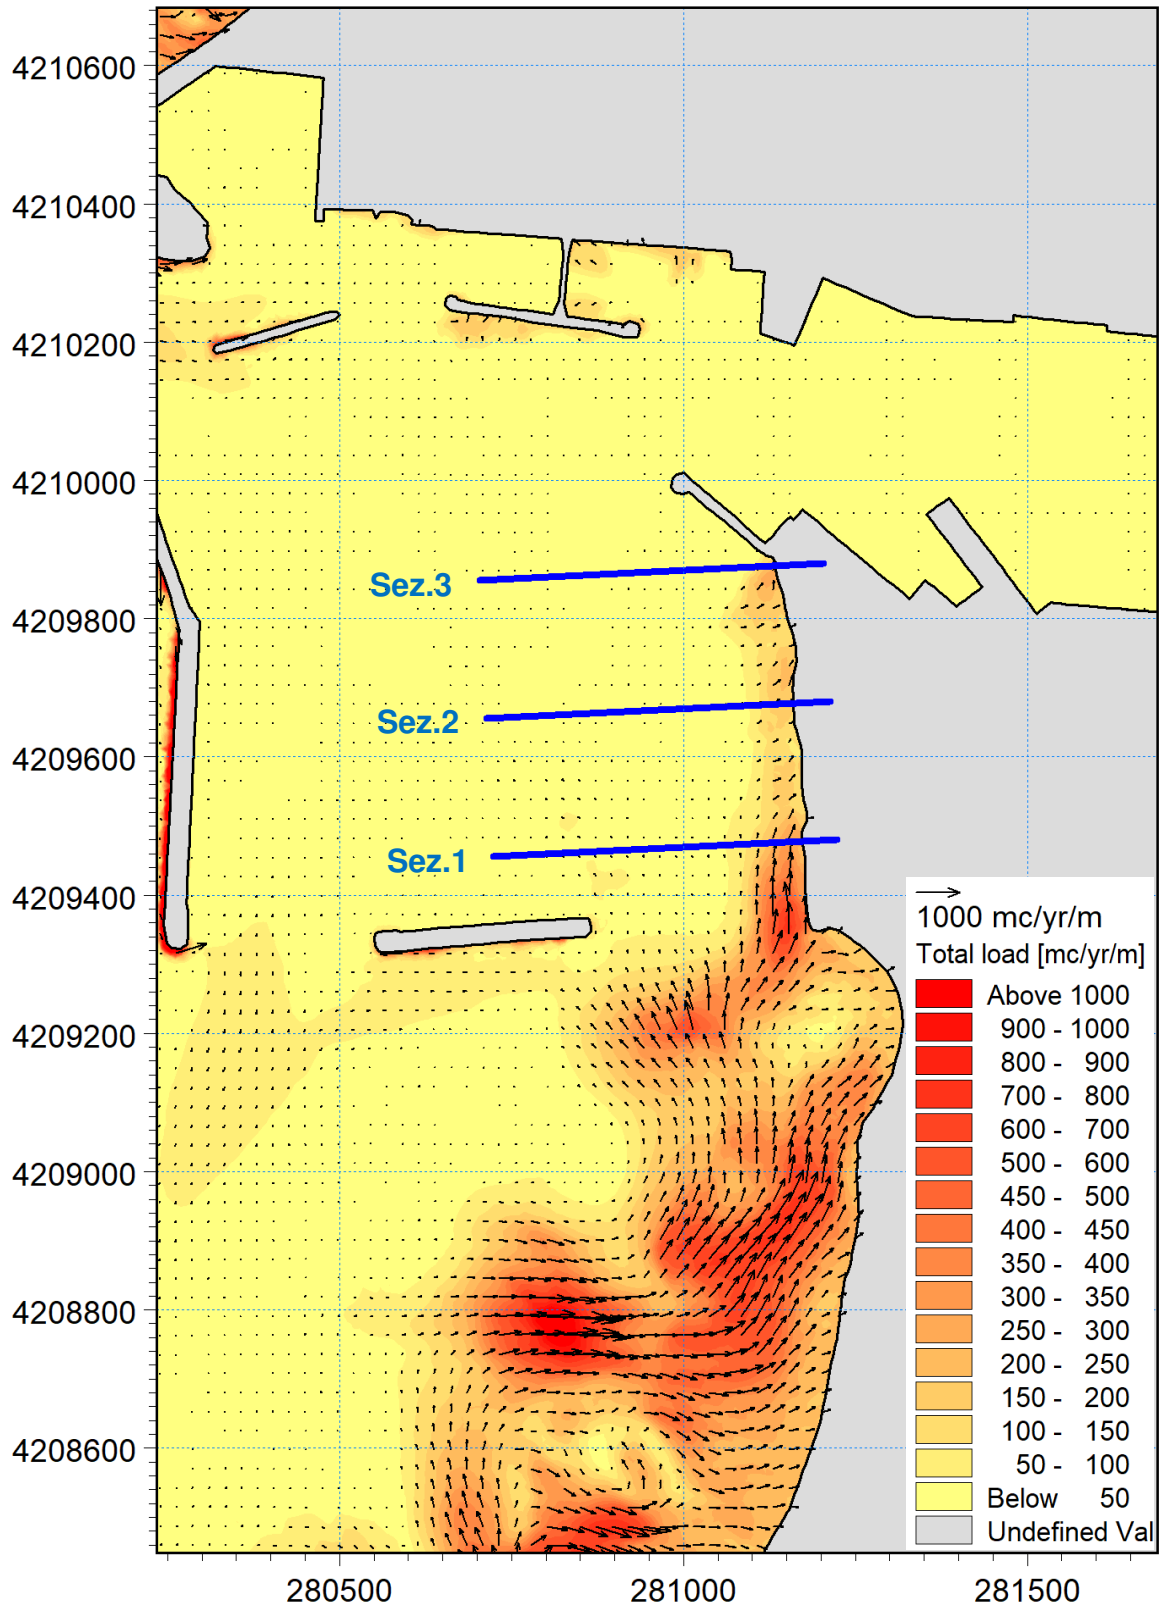 4210600
4210400
4210200
4210000
Sez.3
4209800
Sez.2
4209600
Sez.1
4209400
1000 mc/yr/m
Total load [mc/yr/m]
Above 1000
900 - 1000
800 - 900
700 - 800
600 - 700
500 - 600
450 - 500
400 - 450
350 - 400
300 - 350
250 - 300
200 - 250
150 - 200
100 - 150
50 - 100
Below 50
Undefined Val
4209200
4209000
4208800
4208600
280500
281000
281500